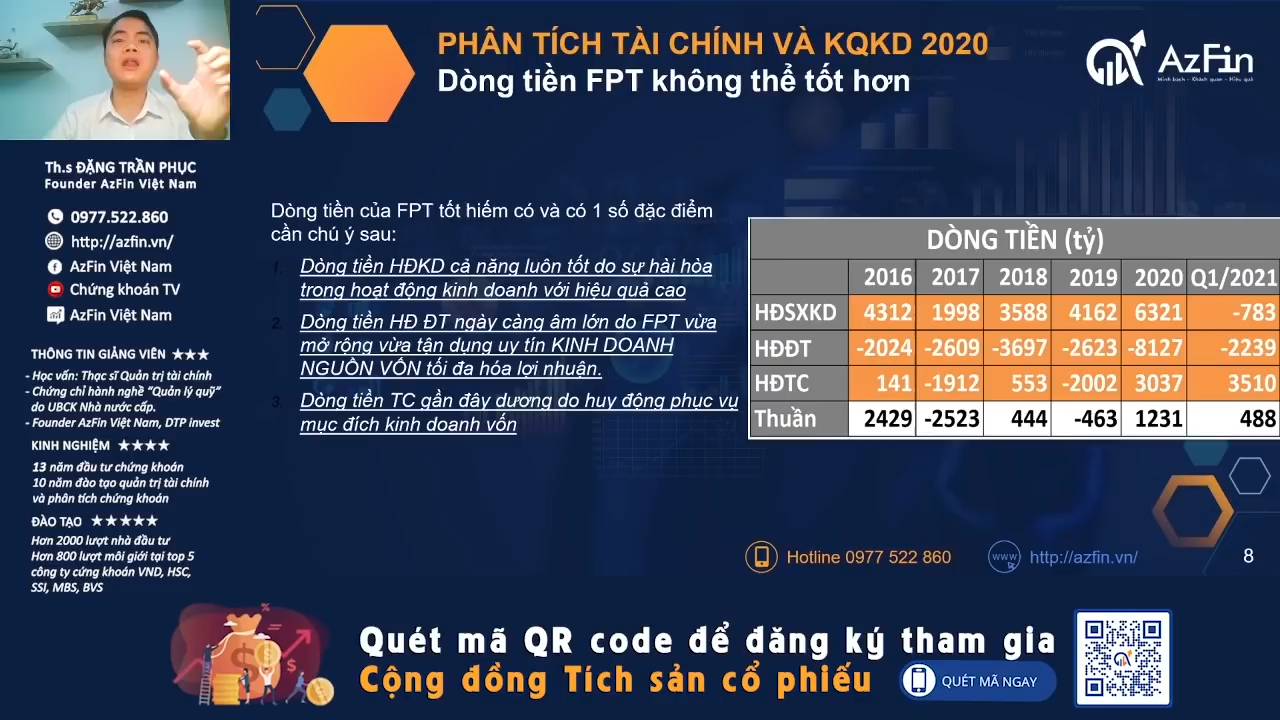 PHÂN TÍCH TÀI CHÍNH VÀ KQKD 2020
Dòng tiền FPT không thể tốt hơn
AzFin
Minh bạch - Khách quan - Hiệu quả
Th.s ĐẶNG TRẦN PHỤC
Founder AzFin Việt Nam
0977.522.860
http://azfin.vn/
AzFin Việt Nam
Chứng khoán TV
AzFin Việt Nam
THÔNG TIN GIẢNG VIÊN ★★★
- Học vấn: Thạc sĩ Quản trị tài chính
- Chứng chỉ hành nghề "Quản lý quỹ"
do UBCK Nhà nước cấp.
- Founder AzFin Việt Nam, DTP invest
KINH NGHIỆM ★★★★
13 năm đầu tư chứng khoán
10 năm đào tạo quản trị tài chính
và phân tích chứng khoán
ĐÀO TẠO ★★★★★
Hơn 2000 lượt nhà đầu tư
Hơn 800 lượt môi giới tại top 5
công ty cứng khoán VND, HSC,
SSI, MBS, BVS
Dòng tiền của FPT tốt hiếm có và có 1 số đặc điểm
cần chú ý sau:
1. Dòng tiền HĐKD cả năng luôn tốt do sự hài hòa
trong hoạt động kinh doanh với hiệu quả cao
2. Dòng tiền HĐ ĐT ngày càng âm lớn do FPT vừa
mở rộng vừa tận dụng uy tín KINH DOANH
NGUỒN VỐN tối đa hóa lợi nhuận.
3. Dòng tiền TC gần đây dương do huy động phục vụ
mục đích kinh doanh vốn
DÒNG TIỀN (tỷ)
2016 2017 2018 2019 2020 Q1/2021
HĐSXKD 4312 1998 3588 4162 6321 -783
HĐĐT -2024 -2609 -3697 -2623 -8127 -2239
HĐTC 141 -1912 553 -2002 3037 3510
Thuần 2429 -2523 444 -463 1231 488
Hotline 0977 522 860
www
http://azfin.vn/
8
Quét mã QR code để đăng ký tham gia
Cộng đồng Tích sản cổ phiếu
QUÉT MÃ NGAY